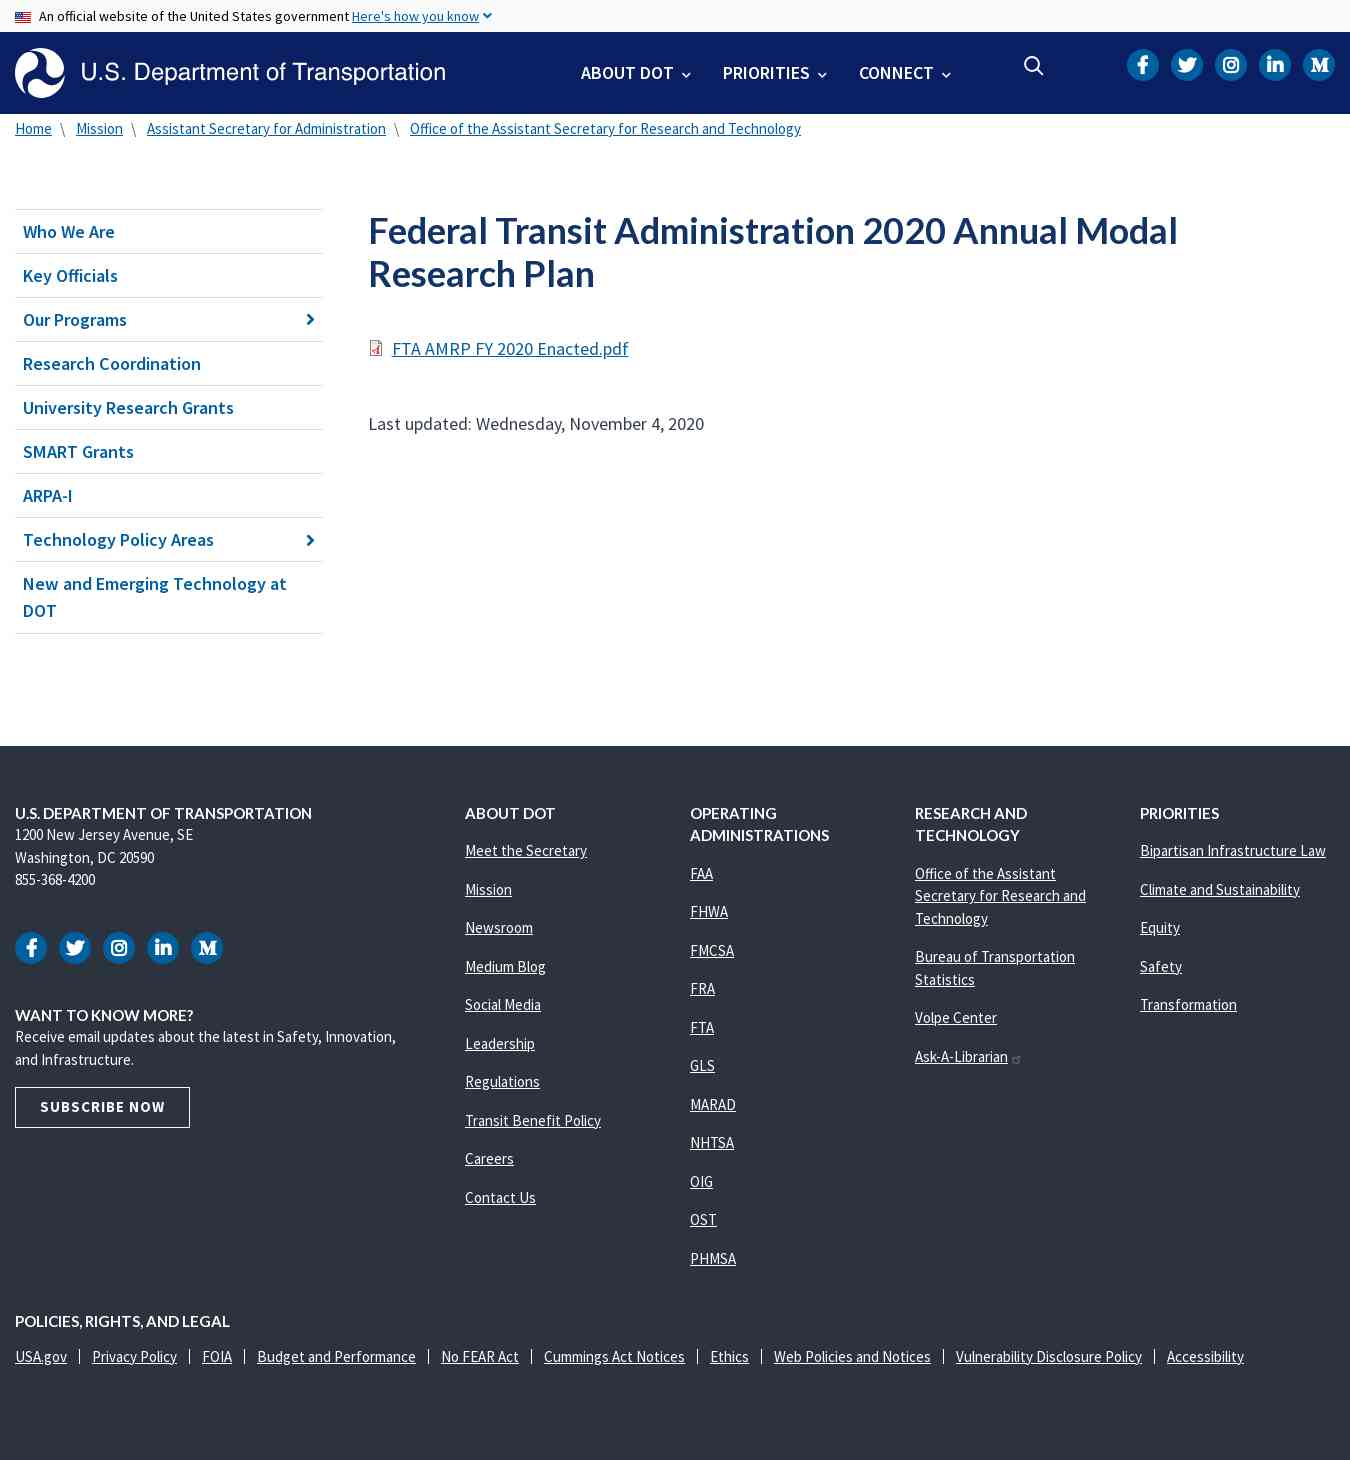 An official website of the United States government Here's how you know
U.S. Department of Transportation
ABOUT DOT
PRIORITIES
CONNECT
Home \ Mission \ Assistant Secretary for Administration \ Office of the Assistant Secretary for Research and Technology
Who We Are
Key Officials
Our Programs
Research Coordination
University Research Grants
SMART Grants
ARPA-I
Technology Policy Areas
New and Emerging Technology at
DOT
Federal Transit Administration 2020 Annual Modal
Research Plan
FTA AMRP FY 2020 Enacted.pdf
Last updated: Wednesday, November 4, 2020
U.S. DEPARTMENT OF TRANSPORTATION
1200 New Jersey Avenue, SE
Washington, DC 20590
855-368-4200
WANT TO KNOW MORE?
Receive email updates about the latest in Safety, Innovation,
and Infrastructure.
SUBSCRIBE NOW
ABOUT DOT
Meet the Secretary
Mission
Newsroom
Medium Blog
Social Media
Leadership
Regulations
Transit Benefit Policy
Careers
Contact Us
OPERATING
ADMINISTRATIONS
FAA
FHWA
FMCSA
FRA
FTA
GLS
MARAD
NHTSA
OIG
OST
PHMSA
RESEARCH AND
TECHNOLOGY
Office of the Assistant
Secretary for Research and
Technology
Bureau of Transportation
Statistics
Volpe Center
Ask-A-Librarian
PRIORITIES
Bipartisan Infrastructure Law
Climate and Sustainability
Equity
Safety
Transformation
POLICIES, RIGHTS, AND LEGAL
USA.gov | Privacy Policy | FOIA | Budget and Performance | No FEAR Act | Cummings Act Notices | Ethics | Web Policies and Notices | Vulnerability Disclosure Policy | Accessibility